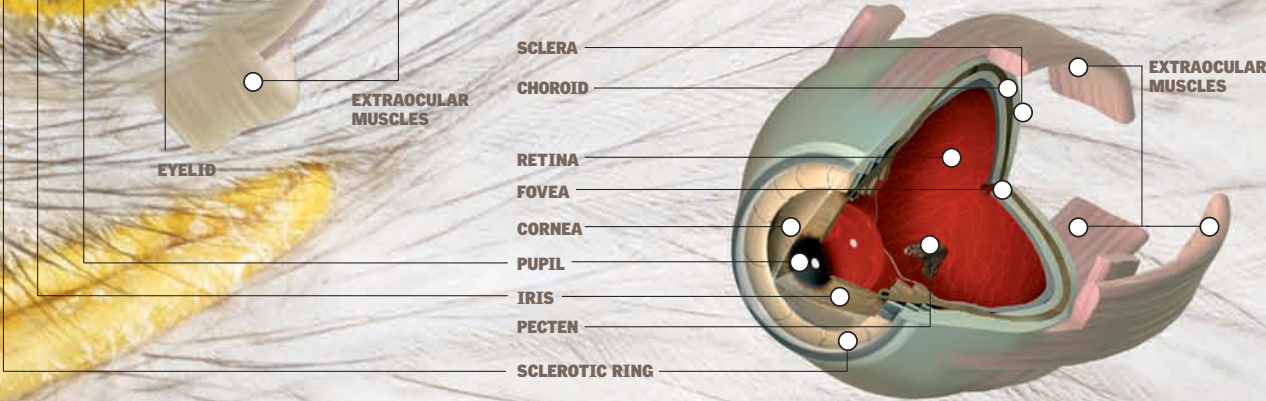 EXTRAOCULAR
MUSCLES
EYELID
SCLERA
CHOROID
RETINA
FOVEA
CORNEA
PUPIL
IRIS
PECTEN
SCLEROTIC RING
EXTRAOCULAR
MUSCLES